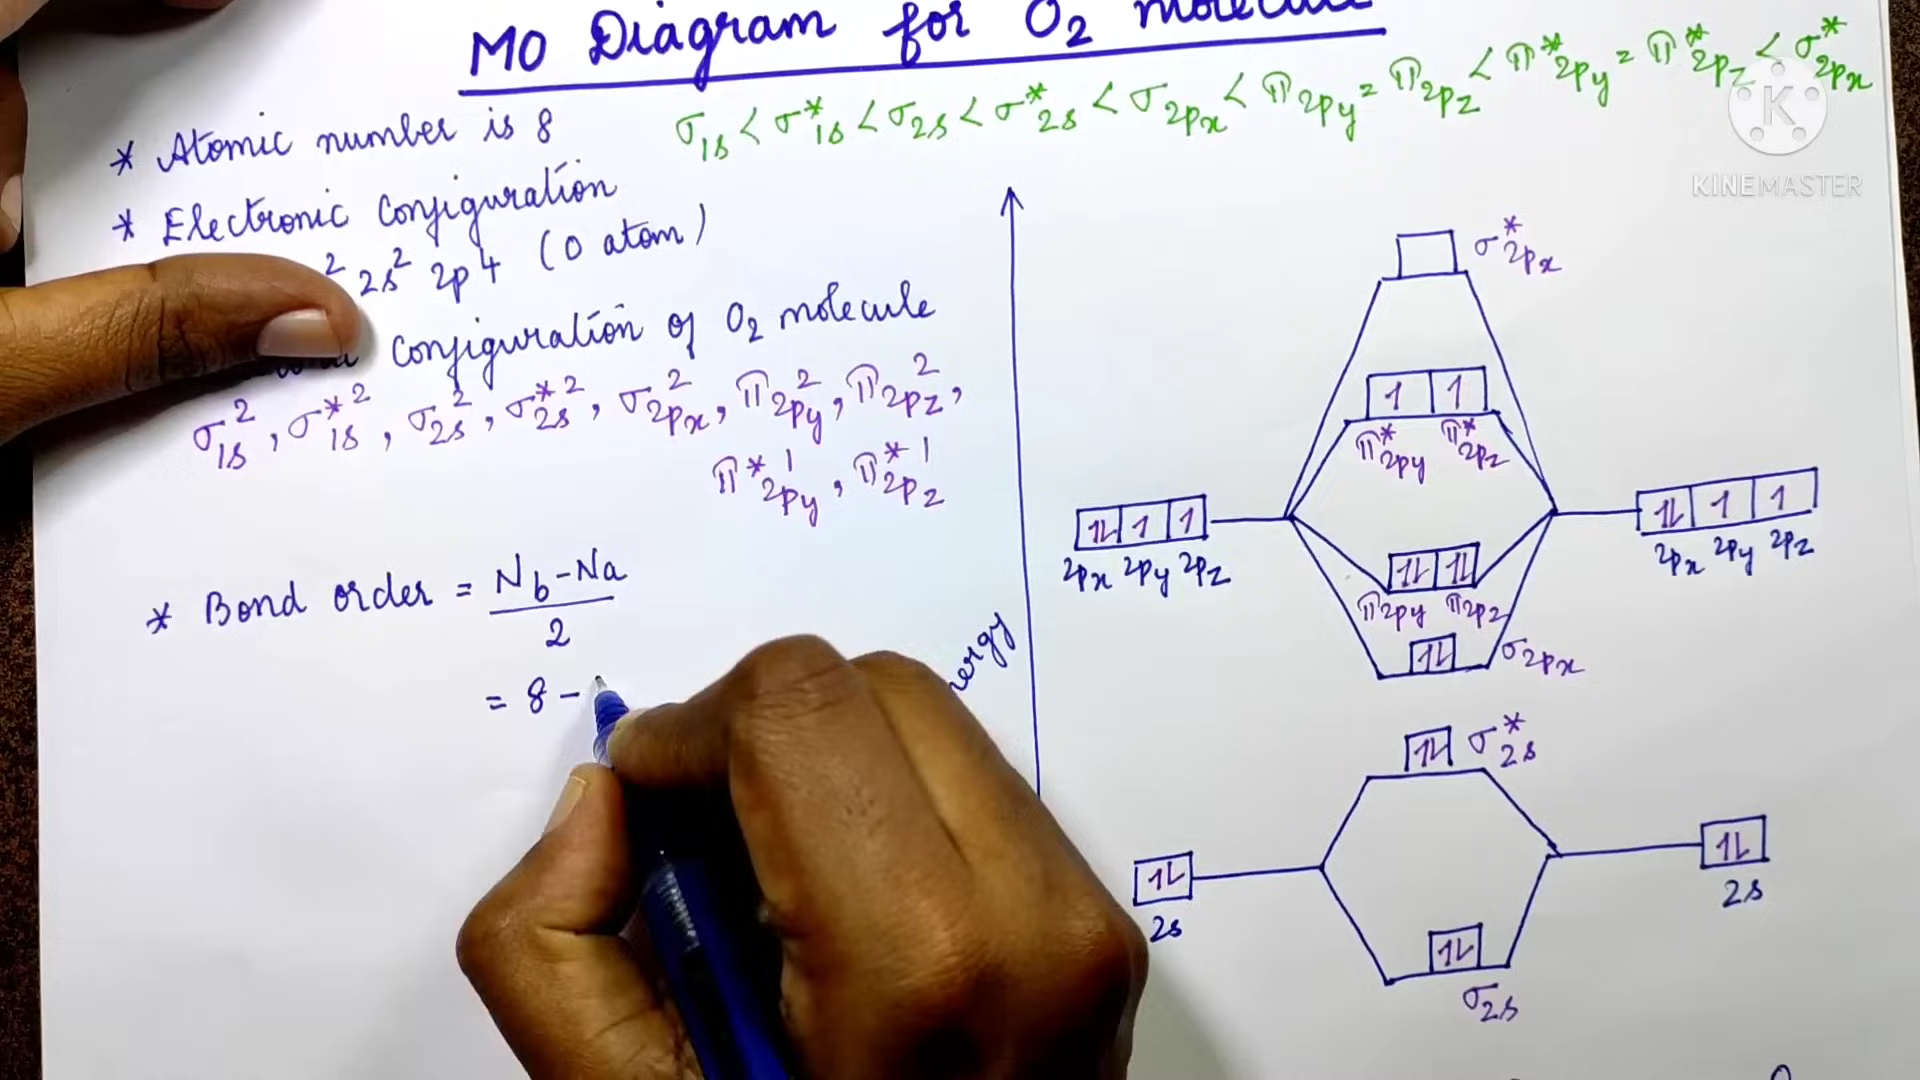 MO Diagram for O2 molecule
σ1s < σ*1s < σ2s < σ*2s < σ2px < π2py = π2pz < π*2py = π*2pz < σ*2px
* Atomic number is 8
* Electronic configuration
2 2s² 2p4 (O atom)
configuration of O2 molecule
σ1s², σ*1s², σ2s², σ*2s², σ2px², π2py², π2pz²,
π*2py¹, π*2pz¹
* Bond order = Nb-Na
2
= 8 -
K
KINEMASTER
σ*2px
1 1
π*2py π*2pz
1L 1 1
2px 2py 2pz
1L 1 1
2px 2py 2pz
1L 1L
π2py π2pz
1L σ2px
1L σ*2s
1L
2s
1L
2s
1L
σ2s